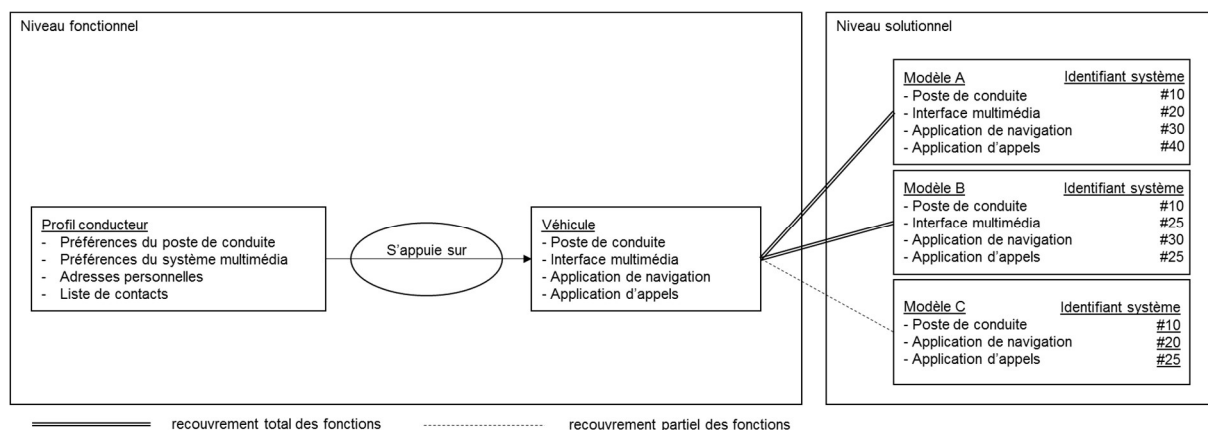 Niveau fonctionnel
Profil conducteur
- Préférences du poste de conduite
- Préférences du système multimédia
- Adresses personnelles
- Liste de contacts
S'appuie sur
Véhicule
- Poste de conduite
- Interface multimédia
- Application de navigation
- Application d'appels
Niveau solutionnel
Modèle A Identifiant système
- Poste de conduite #10
- Interface multimédia #20
- Application de navigation #30
- Application d'appels #40
Modèle B Identifiant système
- Poste de conduite #10
- Interface multimédia #25
- Application de navigation #30
- Application d'appels #25
Modèle C Identifiant système
- Poste de conduite #10
- Application de navigation #20
- Application d'appels #25
recouvrement total des fonctions recouvrement partiel des fonctions